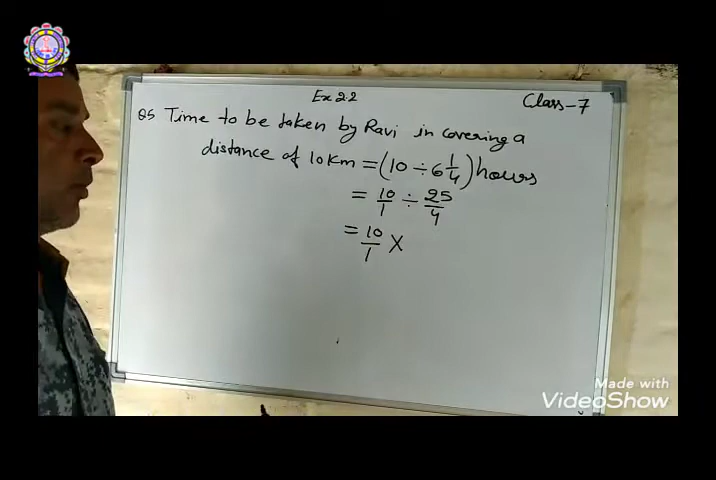 Ex 2.2
Class-7
Q5 Time to be taken by Ravi in covering a
distance of 10 Km = (10 ÷ 6 1/4) hours
= 10/1 ÷ 25/4
= 10/1 ×
Made with
VideoShow